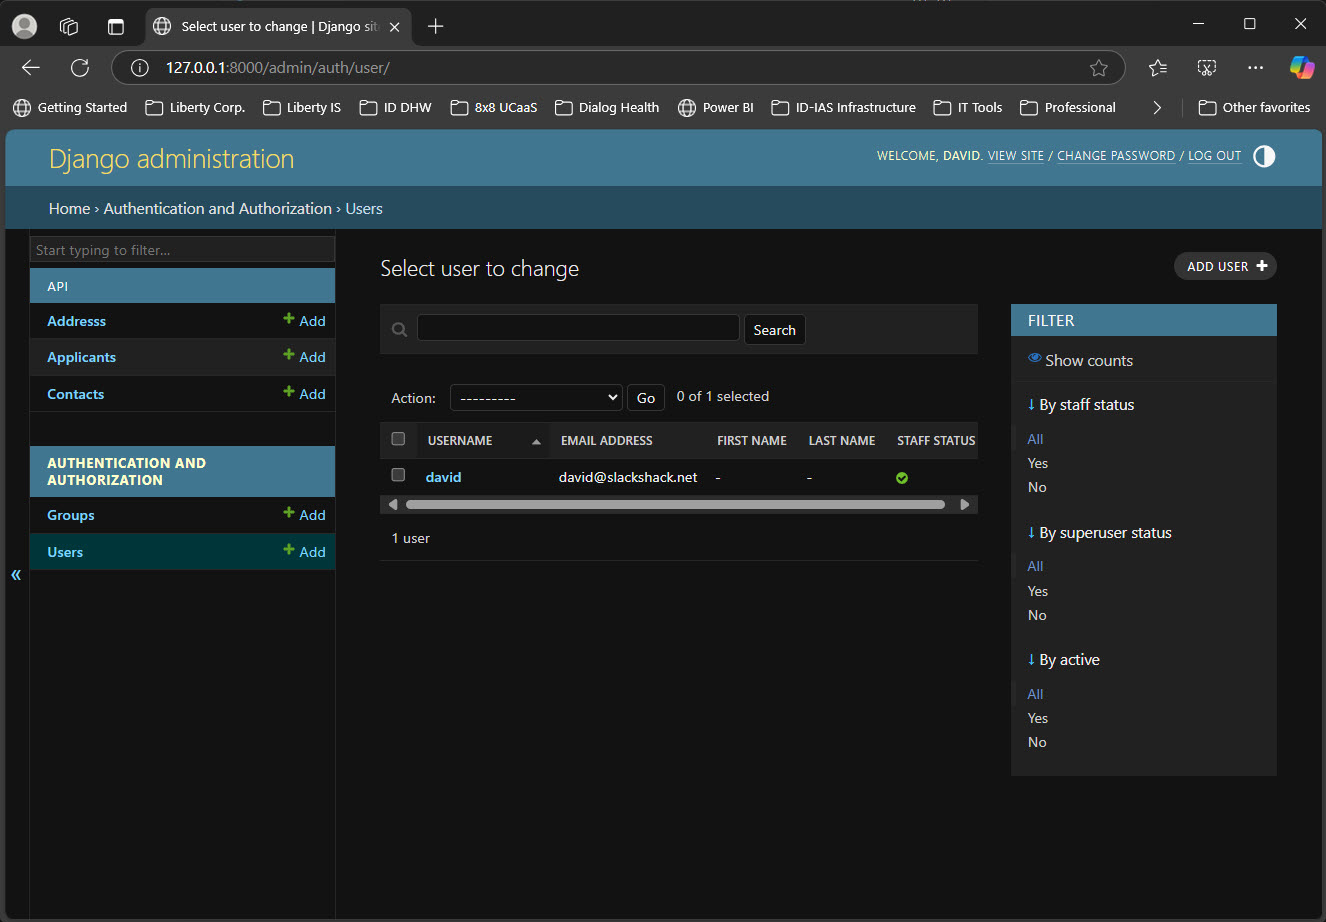 Select user to change | Django sit
127.0.0.1:8000/admin/auth/user/
Getting Started Liberty Corp. Liberty IS ID DHW 8x8 UCaaS Dialog Health Power BI ID-IAS Infrastructure IT Tools Professional Other favorites
Django administration
WELCOME, DAVID. VIEW SITE / CHANGE PASSWORD / LOG OUT
Home › Authentication and Authorization › Users
Start typing to filter...
API
Addresss + Add
Applicants + Add
Contacts + Add
AUTHENTICATION AND
AUTHORIZATION
Groups + Add
Users + Add
«
Select user to change
ADD USER +
Search
Action: --------- Go 0 of 1 selected
USERNAME EMAIL ADDRESS FIRST NAME LAST NAME STAFF STATUS
david david@slackshack.net - -
1 user
FILTER
Show counts
↓ By staff status
All
Yes
No
↓ By superuser status
All
Yes
No
↓ By active
All
Yes
No